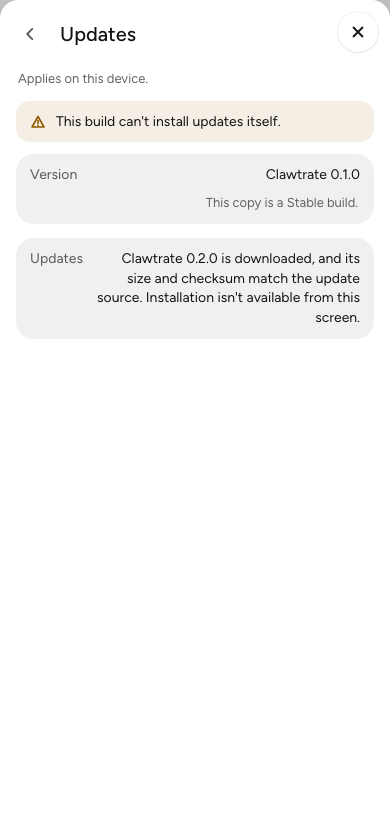 Updates
Applies on this device.
This build can't install updates itself.
Version
Clawtrate 0.1.0
This copy is a Stable build.
Updates
Clawtrate 0.2.0 is downloaded, and its
size and checksum match the update
source. Installation isn't available from this
screen.